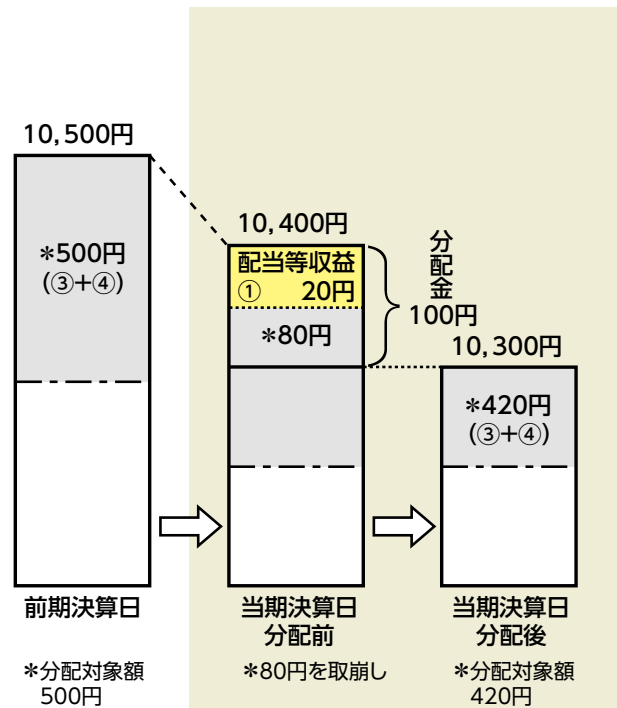 10,500円
*500円
(③+④)
前期決算日
*分配対象額
500円
10,400円
配当等収益
① 20円
*80円
分配金
100円
当期決算日
分配前
*80円を取崩し
10,300円
*420円
(③+④)
当期決算日
分配後
*分配対象額
420円